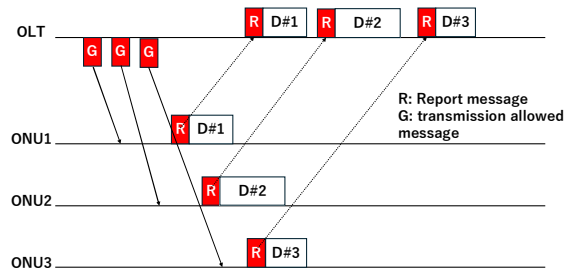 R D#1 R D#2 R D#3
OLT
G G G
R: Report message
G: transmission allowed
message
R D#1
ONU1
R D#2
ONU2
R D#3
ONU3